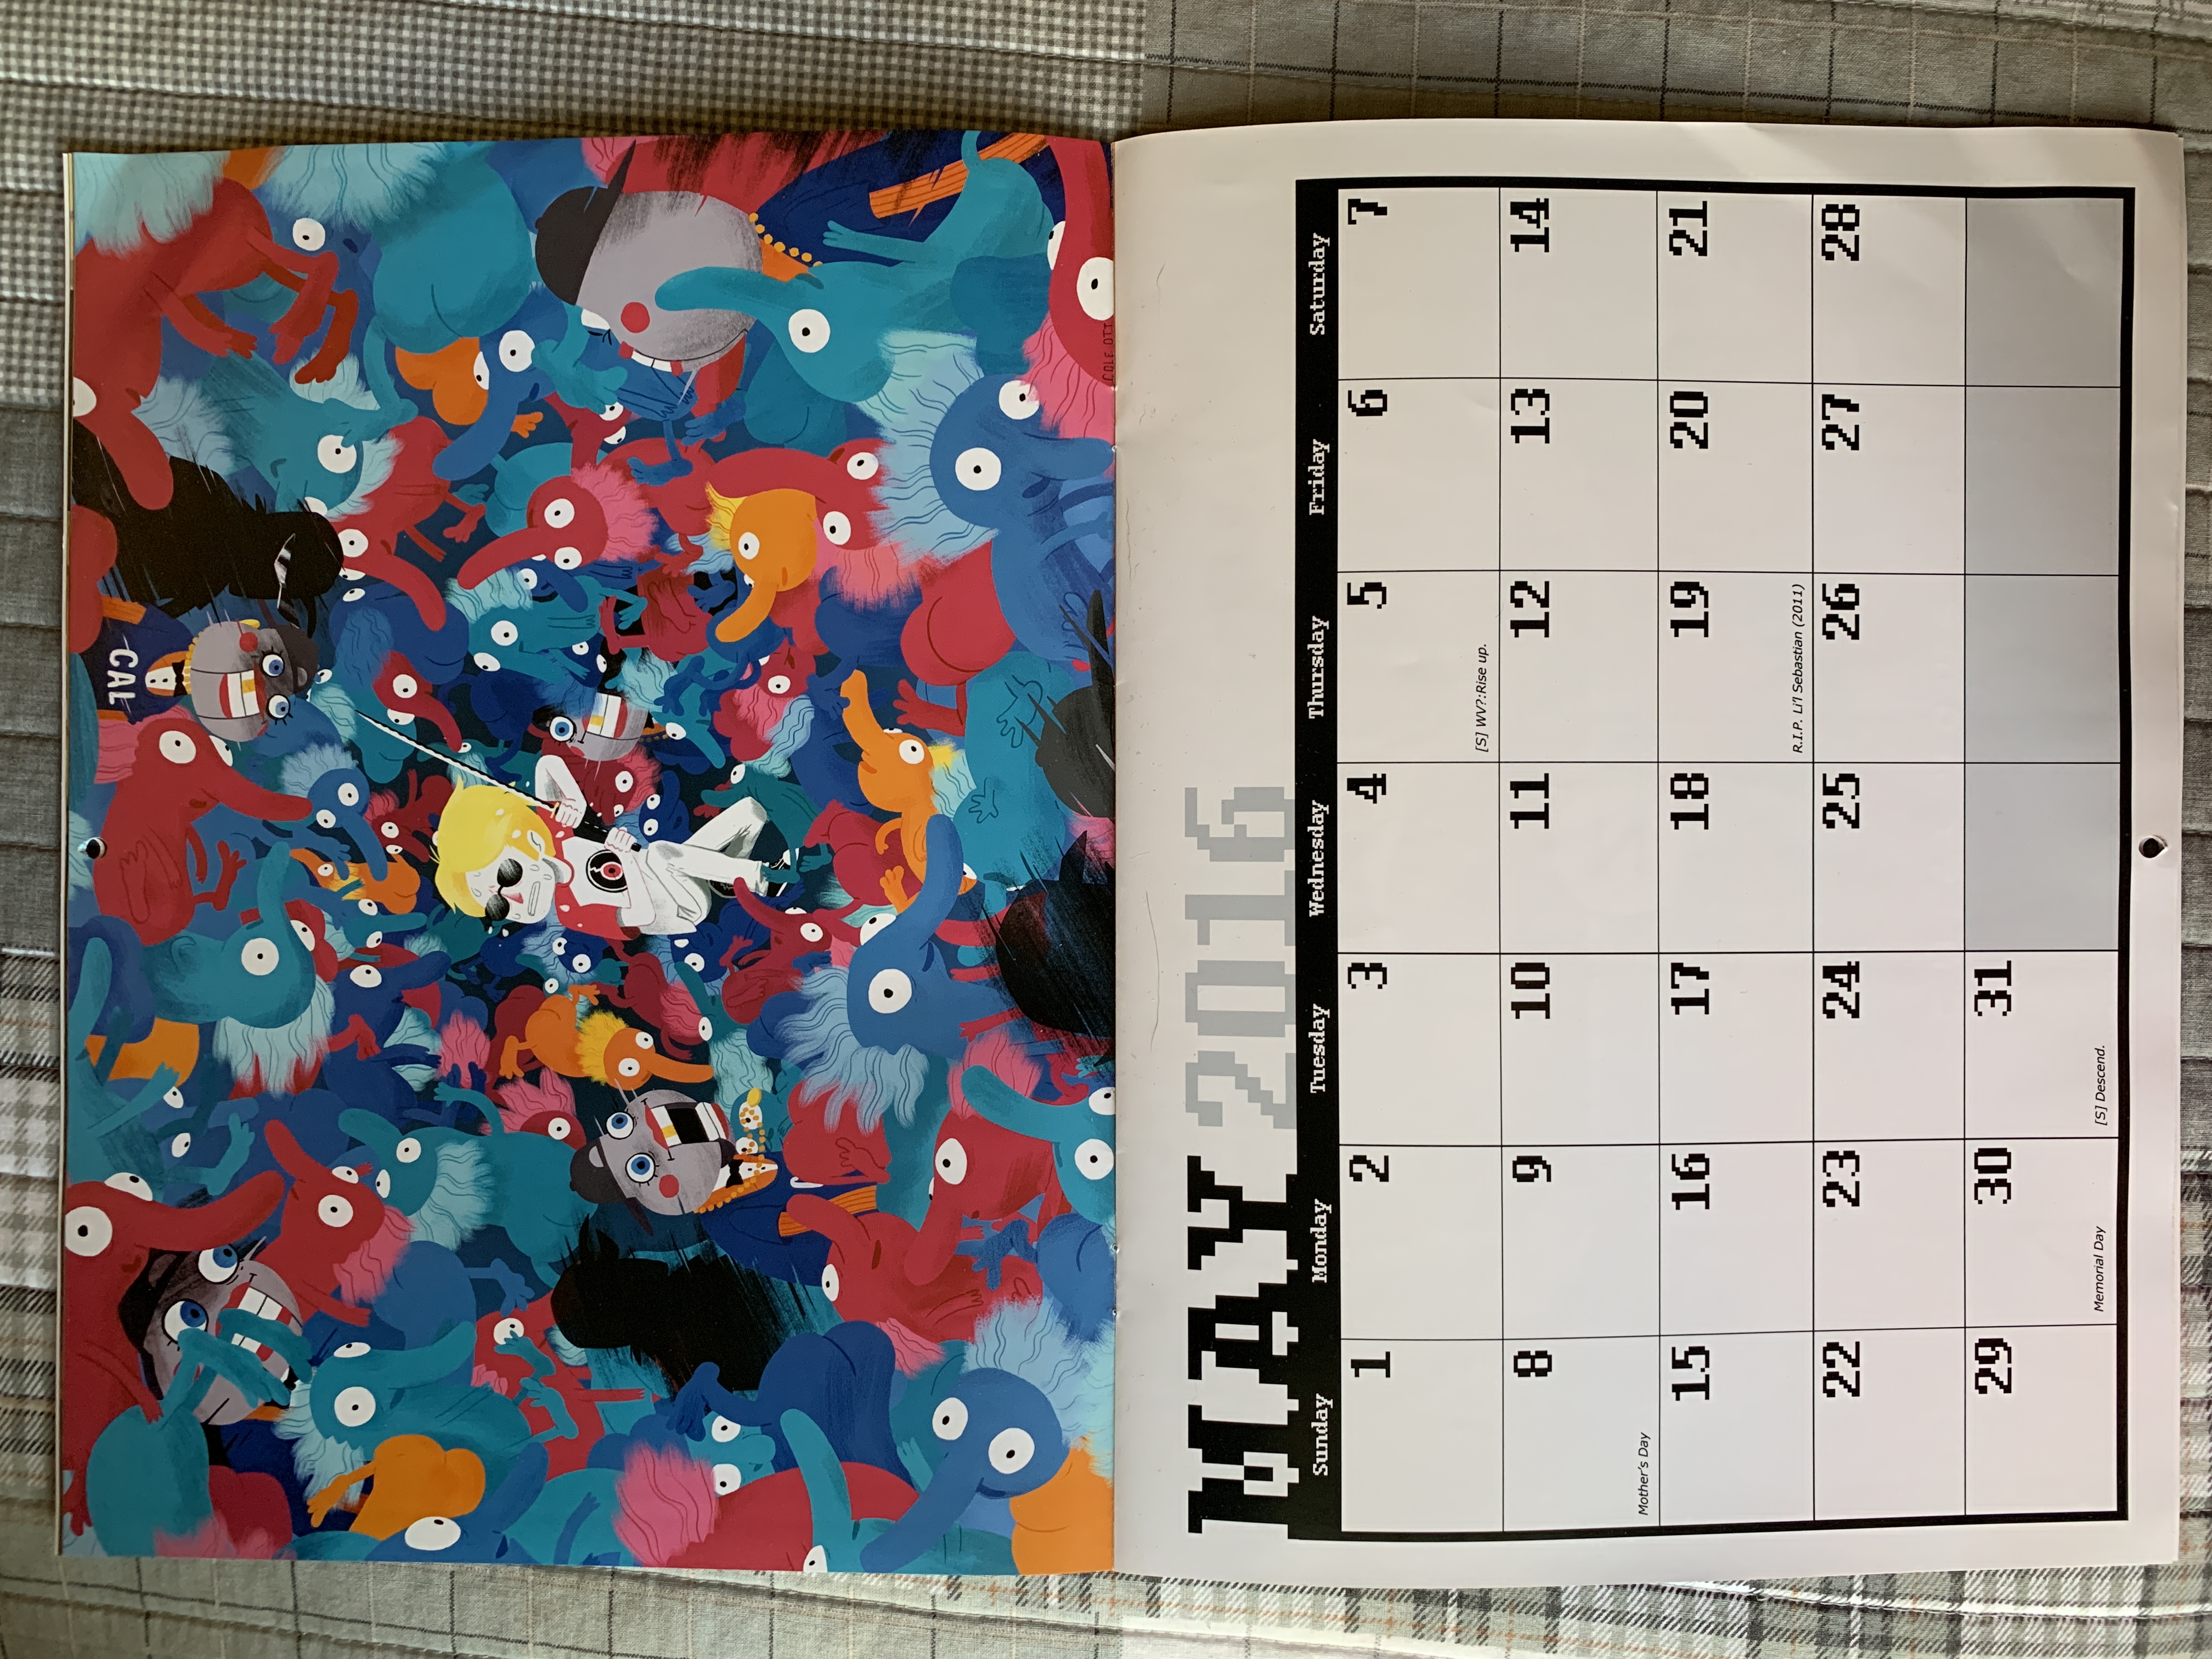 CAL
COLE OTT
MAY 2016
Sunday Monday Tuesday Wednesday Thursday Friday Saturday
1 2 3 4 5 6 7
[S] WV?:Rise up.
8 9 10 11 12 13 14
Mother's Day
15 16 17 18 19 20 21
R.I.P. Li'l Sebastian (2011)
22 23 24 25 26 27 28
29 30 31
Memorial Day [S] Descend.